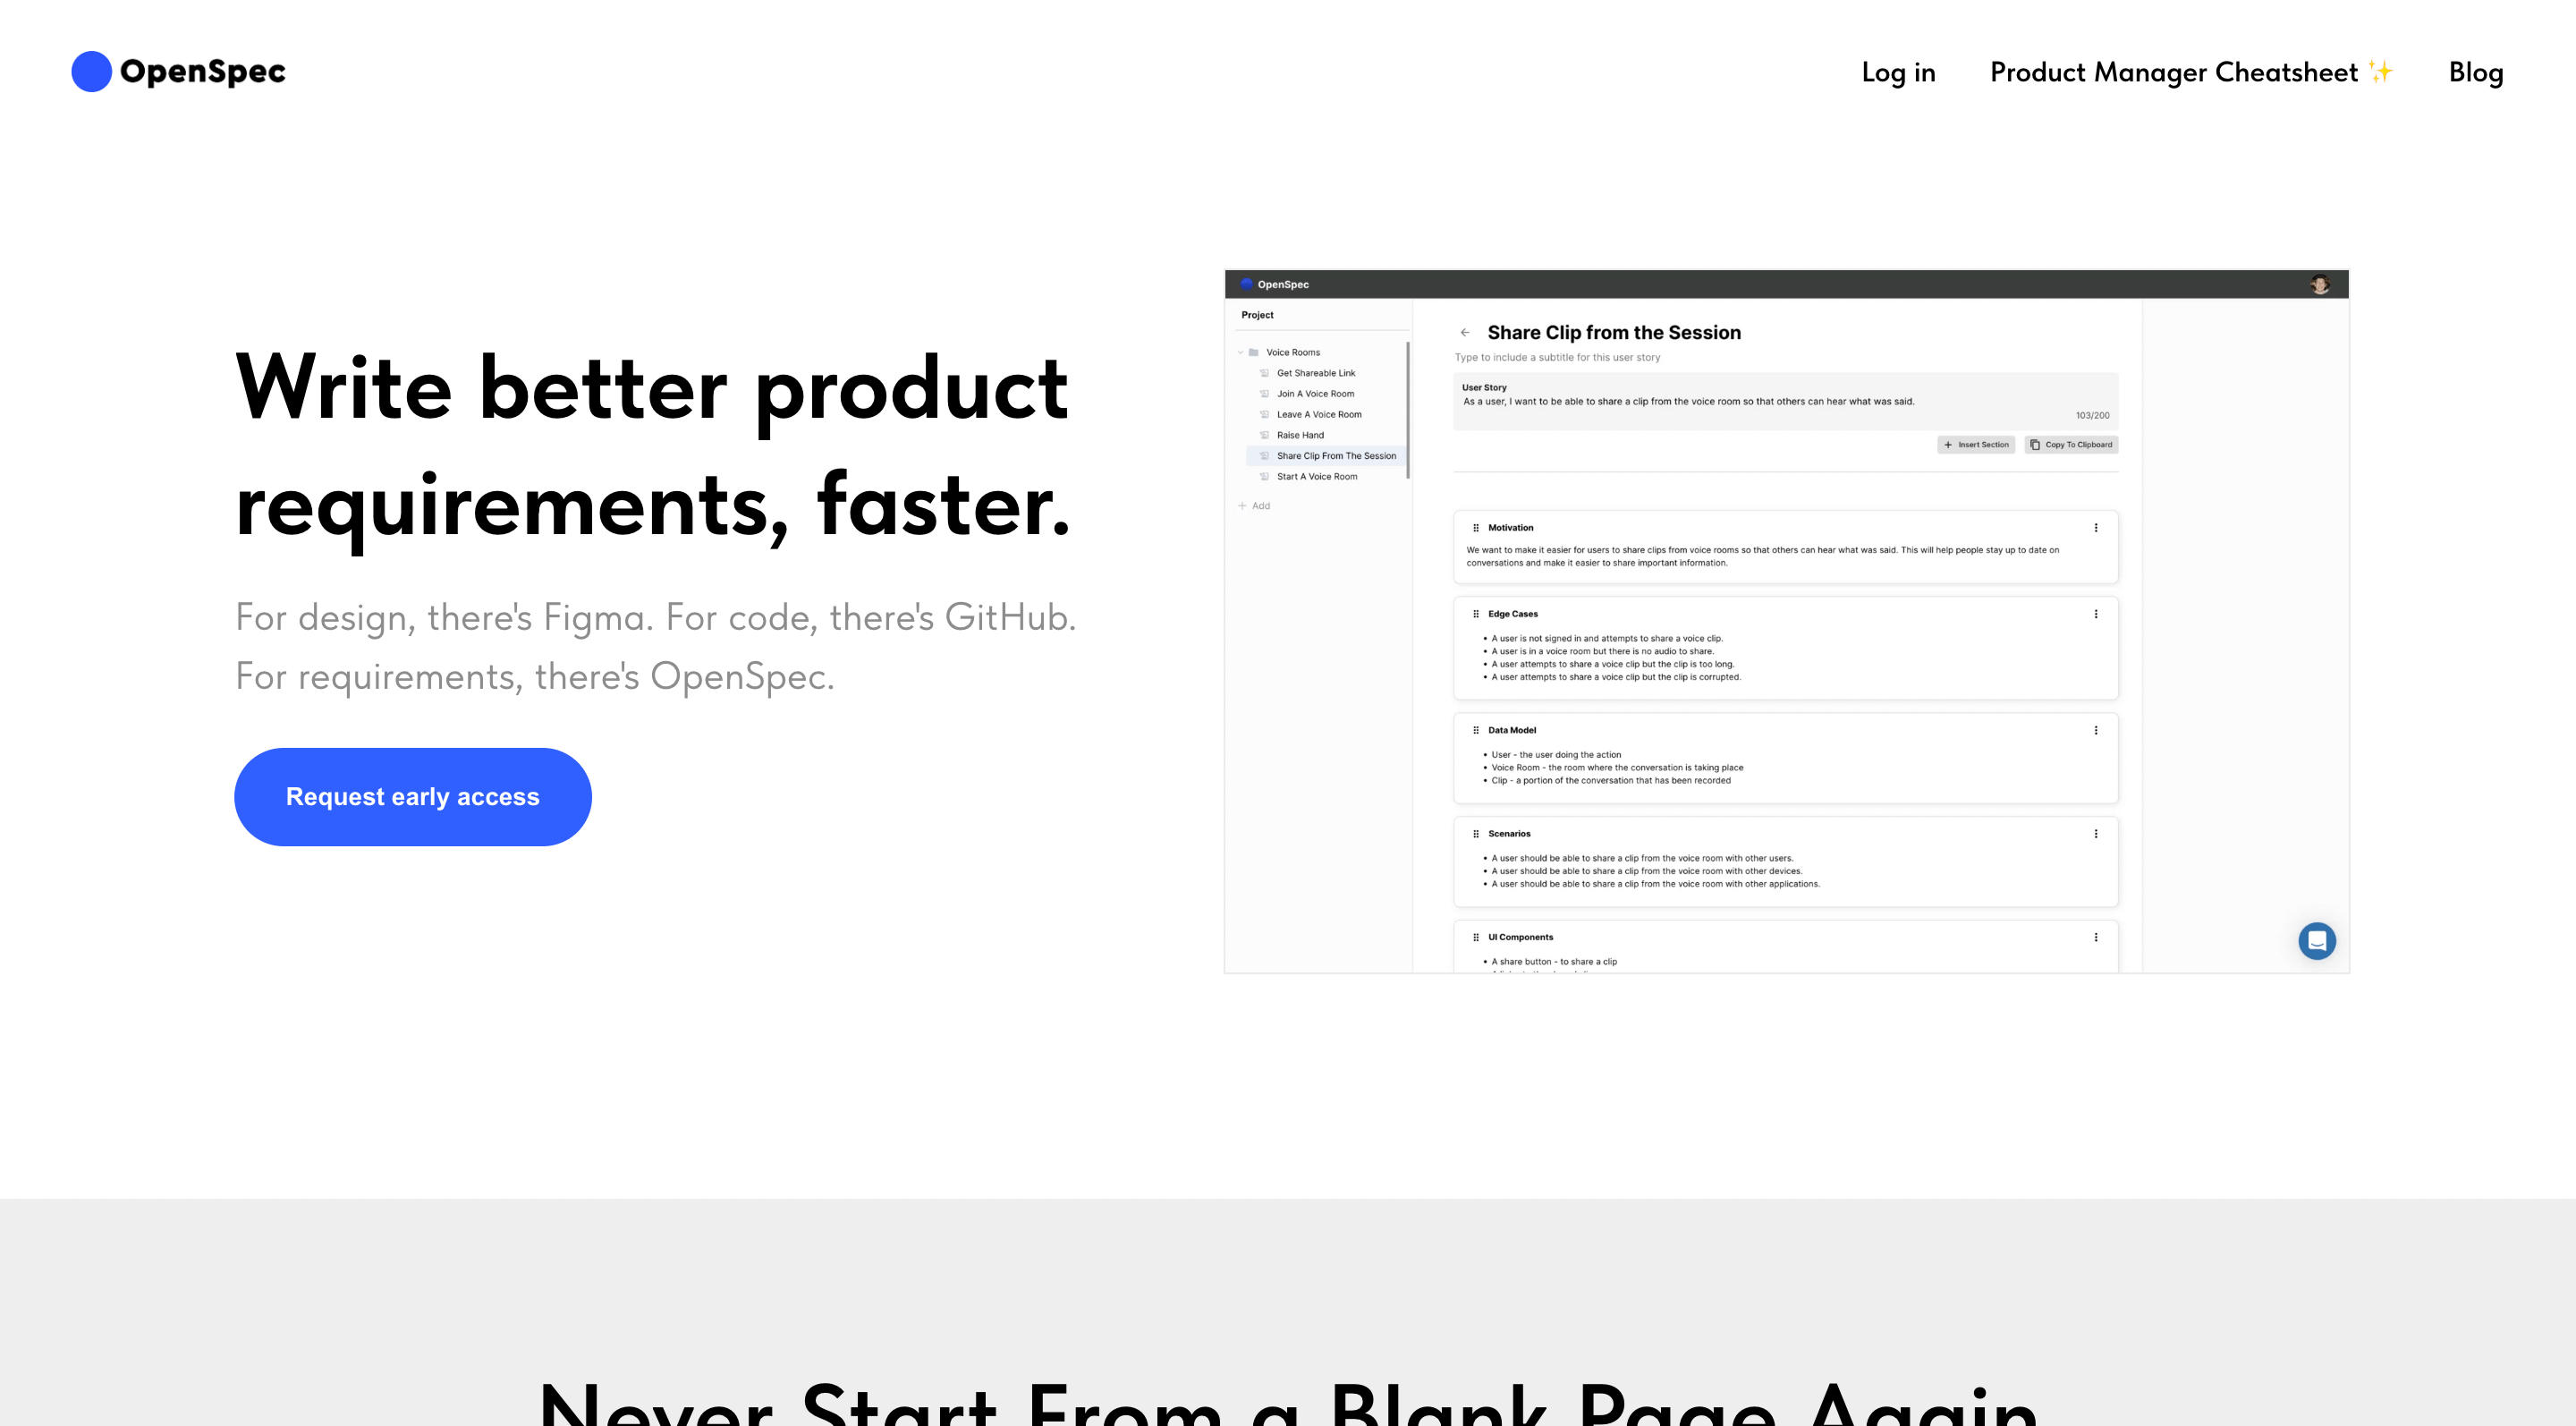 OpenSpec
Log in
Product Manager Cheatsheet ✨
Blog
Write better product
requirements, faster.
For design, there's Figma. For code, there's GitHub.
For requirements, there's OpenSpec.
Request early access
OpenSpec
Project
Voice Rooms
Get Shareable Link
Join A Voice Room
Leave A Voice Room
Raise Hand
Share Clip From The Session
Start A Voice Room
+ Add
← Share Clip from the Session
Type to include a subtitle for this user story
User Story
As a user, I want to be able to share a clip from the voice room so that others can hear what was said.
103/200
+ Insert Section
Copy To Clipboard
Motivation
We want to make it easier for users to share clips from voice rooms so that others can hear what was said. This will help people stay up to date on
conversations and make it easier to share important information.
Edge Cases
• A user is not signed in and attempts to share a voice clip.
• A user is in a voice room but there is no audio to share.
• A user attempts to share a voice clip but the clip is too long.
• A user attempts to share a voice clip but the clip is corrupted.
Data Model
• User - the user doing the action
• Voice Room - the room where the conversation is taking place
• Clip - a portion of the conversation that has been recorded
Scenarios
• A user should be able to share a clip from the voice room with other users.
• A user should be able to share a clip from the voice room with other devices.
• A user should be able to share a clip from the voice room with other applications.
UI Components
• A share button - to share a clip
Never Start From a Blank Page Again